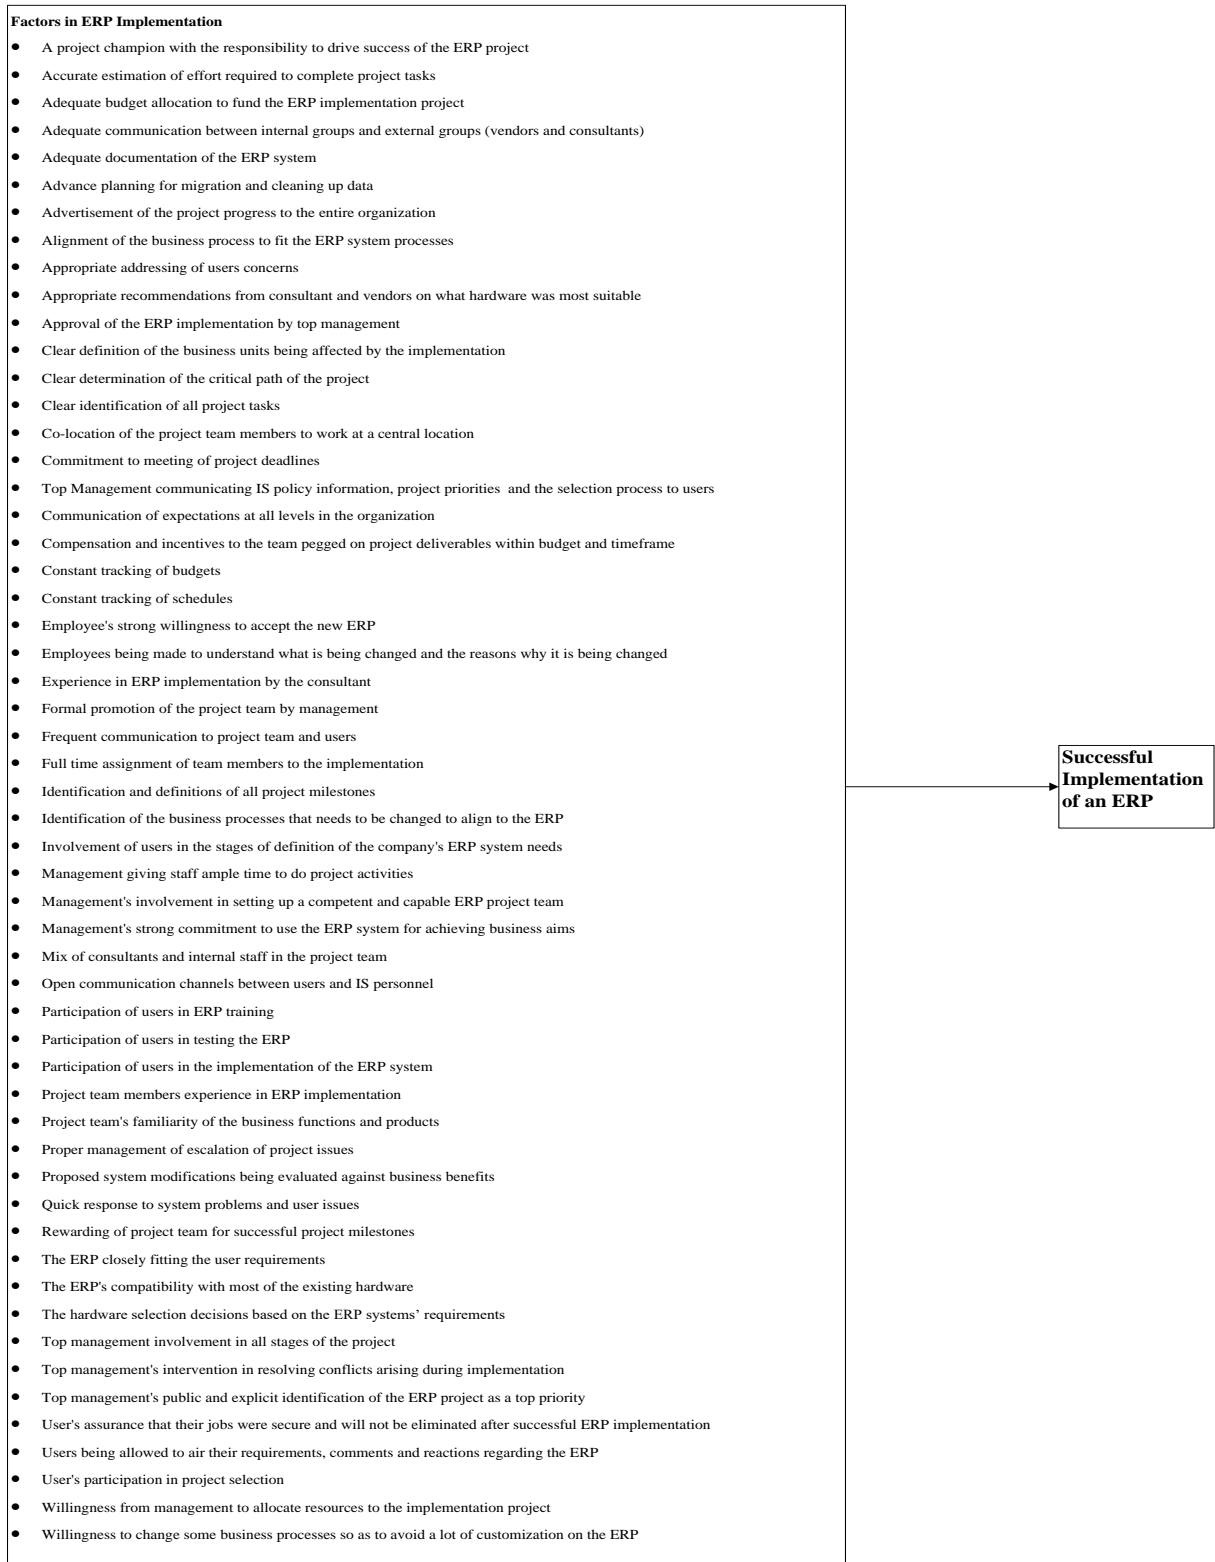 Factors in ERP Implementation
● A project champion with the responsibility to drive success of the ERP project
● Accurate estimation of effort required to complete project tasks
● Adequate budget allocation to fund the ERP implementation project
● Adequate communication between internal groups and external groups (vendors and consultants)
● Adequate documentation of the ERP system
● Advance planning for migration and cleaning up data
● Advertisement of the project progress to the entire organization
● Alignment of the business process to fit the ERP system processes
● Appropriate addressing of users concerns
● Appropriate recommendations from consultant and vendors on what hardware was most suitable
● Approval of the ERP implementation by top management
● Clear definition of the business units being affected by the implementation
● Clear determination of the critical path of the project
● Clear identification of all project tasks
● Co-location of the project team members to work at a central location
● Commitment to meeting of project deadlines
● Top Management communicating IS policy information, project priorities and the selection process to users
● Communication of expectations at all levels in the organization
● Compensation and incentives to the team pegged on project deliverables within budget and timeframe
● Constant tracking of budgets
● Constant tracking of schedules
● Employee's strong willingness to accept the new ERP
● Employees being made to understand what is being changed and the reasons why it is being changed
● Experience in ERP implementation by the consultant
● Formal promotion of the project team by management
● Frequent communication to project team and users
● Full time assignment of team members to the implementation
● Identification and definitions of all project milestones
● Identification of the business processes that needs to be changed to align to the ERP
● Involvement of users in the stages of definition of the company's ERP system needs
● Management giving staff ample time to do project activities
● Management's involvement in setting up a competent and capable ERP project team
● Management's strong commitment to use the ERP system for achieving business aims
● Mix of consultants and internal staff in the project team
● Open communication channels between users and IS personnel
● Participation of users in ERP training
● Participation of users in testing the ERP
● Participation of users in the implementation of the ERP system
● Project team members experience in ERP implementation
● Project team's familiarity of the business functions and products
● Proper management of escalation of project issues
● Proposed system modifications being evaluated against business benefits
● Quick response to system problems and user issues
● Rewarding of project team for successful project milestones
● The ERP closely fitting the user requirements
● The ERP's compatibility with most of the existing hardware
● The hardware selection decisions based on the ERP systems’ requirements
● Top management involvement in all stages of the project
● Top management's intervention in resolving conflicts arising during implementation
● Top management's public and explicit identification of the ERP project as a top priority
● User's assurance that their jobs were secure and will not be eliminated after successful ERP implementation
● Users being allowed to air their requirements, comments and reactions regarding the ERP
● User's participation in project selection
● Willingness from management to allocate resources to the implementation project
● Willingness to change some business processes so as to avoid a lot of customization on the ERP
Successful
Implementation
of an ERP